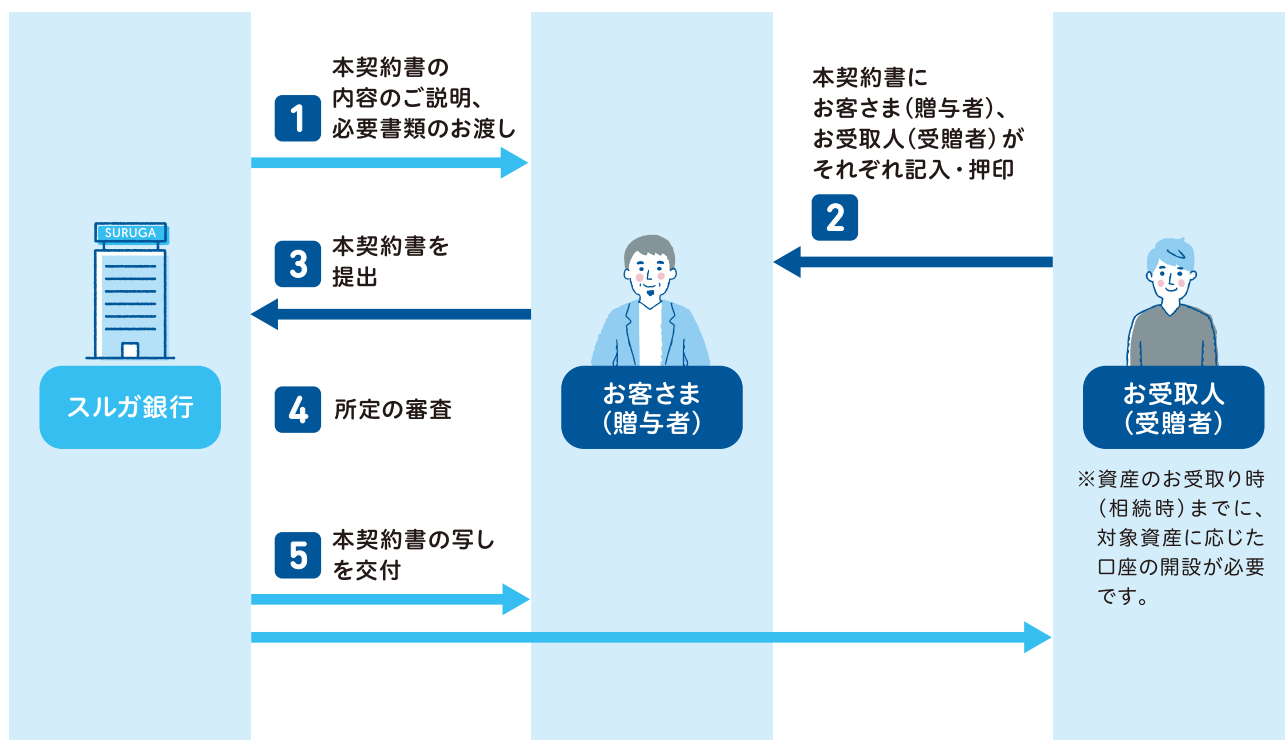 1
本契約書の
内容のご説明、
必要書類のお渡し
本契約書に
お客さま(贈与者)、
お受取人(受贈者)が
それぞれ記入・押印
2
3
本契約書を
提出
4
所定の審査
5
本契約書の写し
を交付
SURUGA
スルガ銀行
お客さま
(贈与者)
お受取人
(受贈者)
※資産のお受取り時
(相続時)までに、
対象資産に応じた
口座の開設が必要
です。